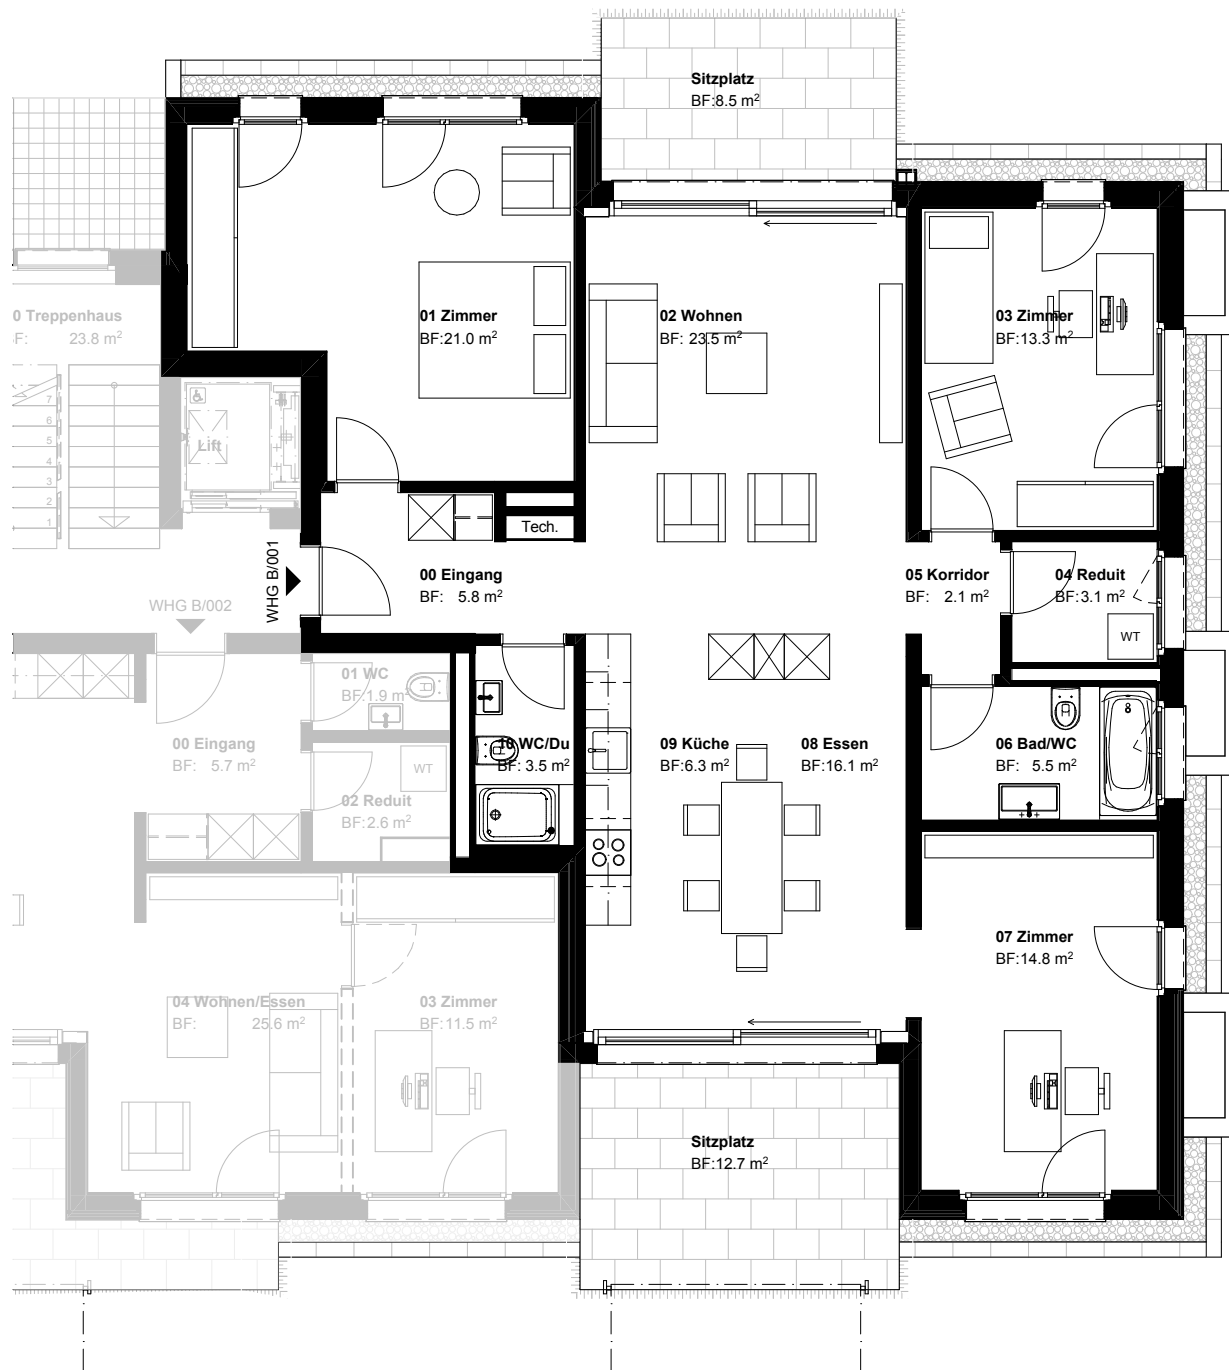 Sitzplatz
BF:8.5 m²
0 Treppenhaus
F: 23.8 m²
01 Zimmer
BF:21.0 m²
02 Wohnen
BF: 23.5 m²
03 Zimmer
BF:13.3 m²
7
6
5
4
3
2
1
Lift
Tech.
WHG B/001
WHG B/002
00 Eingang
BF: 5.8 m²
05 Korridor
BF: 2.1 m²
04 Reduit
BF:3.1 m²
WT
01 WC
BF:1.9 m²
00 Eingang
BF: 5.7 m²
WT
02 Reduit
BF:2.6 m²
10 WC/Du
BF: 3.5 m²
09 Küche
BF:6.3 m²
08 Essen
BF:16.1 m²
06 Bad/WC
BF: 5.5 m²
07 Zimmer
BF:14.8 m²
04 Wohnen/Essen
BF: 25.6 m²
03 Zimmer
BF:11.5 m²
Sitzplatz
BF:12.7 m²